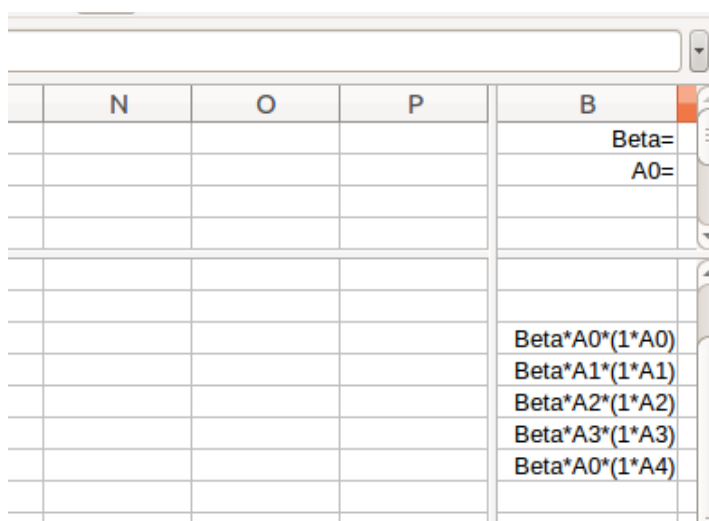 N O P B
Beta=
A0=
Beta*A0*(1*A0)
Beta*A1*(1*A1)
Beta*A2*(1*A2)
Beta*A3*(1*A3)
Beta*A0*(1*A4)